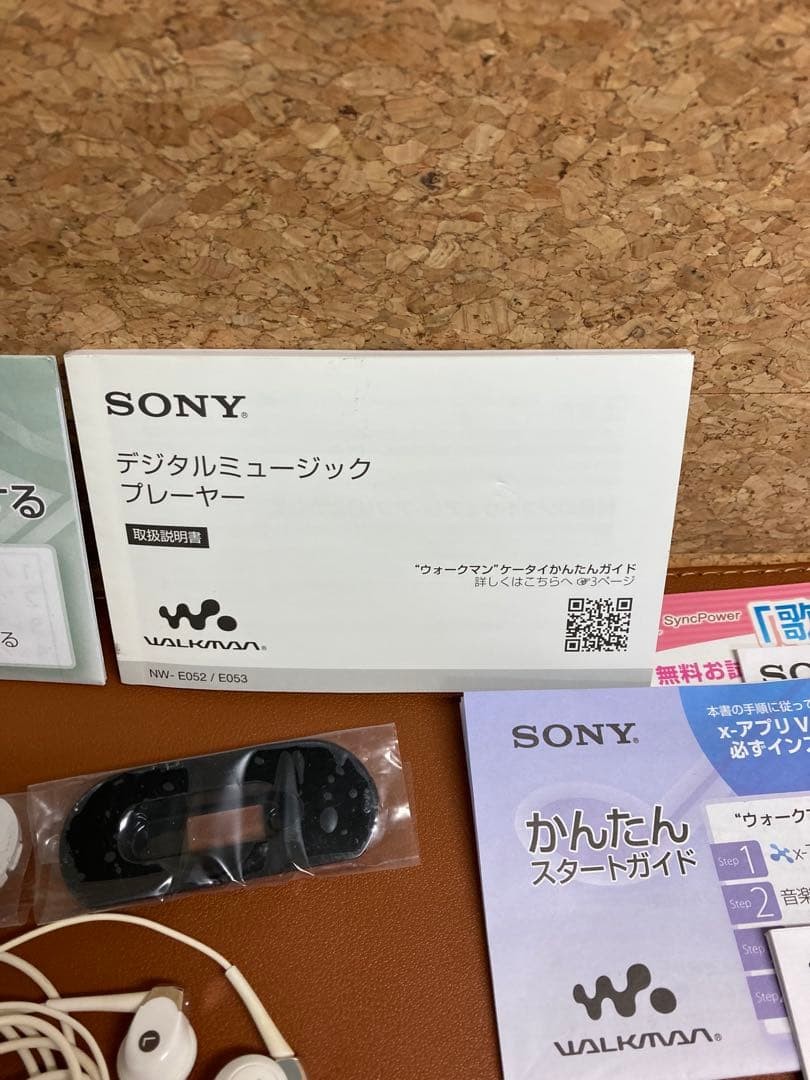 SONY®
デジタルミュージック
プレーヤー
取扱説明書
"ウォークマン"ケータイかんたんガイド
詳しくはこちらへ ☞3ページ
WALKMAN®
NW- E052 / E053
する
る
SyncPower
「歌
無料お試
SO
SONY®
本書の手順に従って
x-アプリ V
必ずインス
かんたん
スタートガイド
"ウォークマ
Step 1
x-
Step 2
音楽
Step
Step
WALKMAN®
L